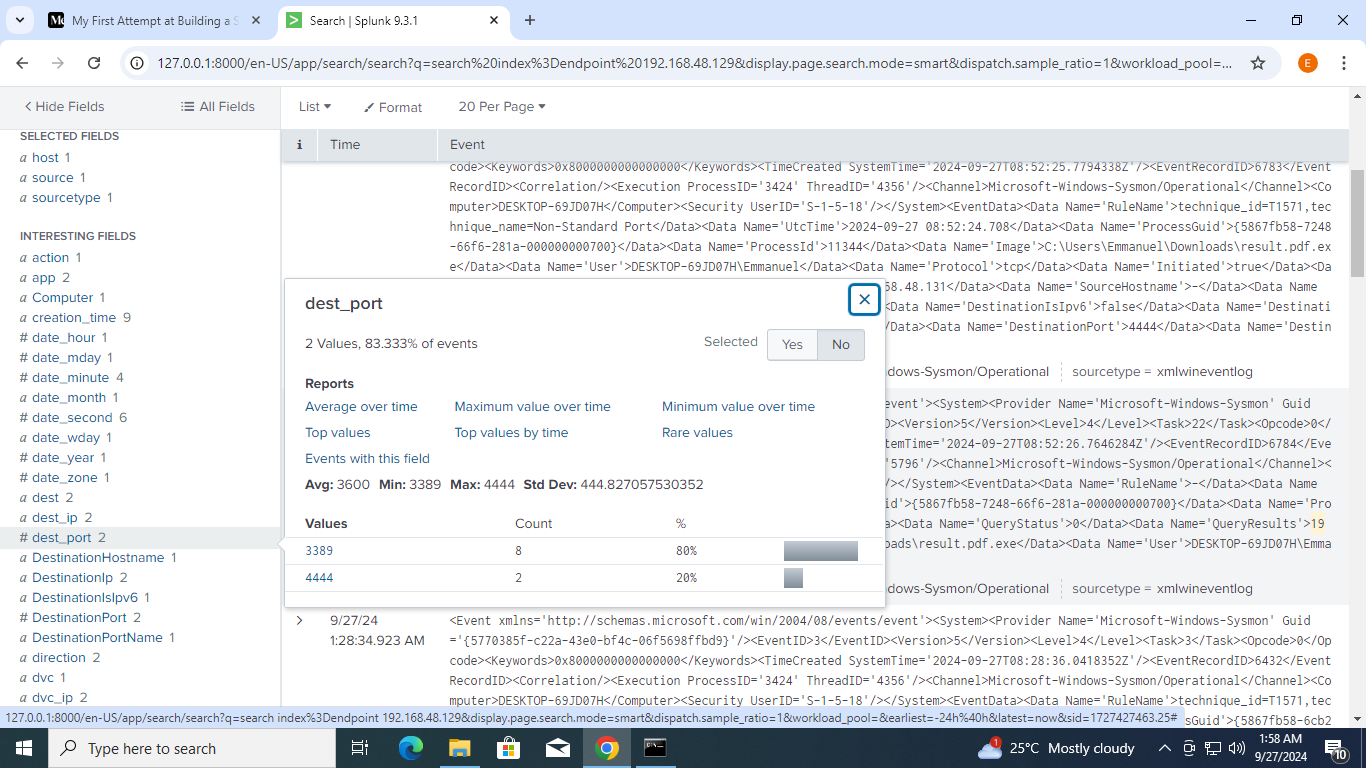 My First Attempt at Building a S
Search | Splunk 9.3.1
127.0.0.1:8000/en-US/app/search/search?q=search%20index%3Dendpoint%20192.168.48.129&display.page.search.mode=smart&dispatch.sample_ratio=1&workload_pool=...
E
Hide Fields
All Fields
List
Format
20 Per Page
SELECTED FIELDS
a host 1
a source 1
a sourcetype 1
INTERESTING FIELDS
a action 1
a app 2
a Computer 1
a creation_time 9
# date_hour 1
# date_mday 1
# date_minute 4
a date_month 1
# date_second 6
a date_wday 1
# date_year 1
# date_zone 1
a dest 2
a dest_ip 2
# dest_port 2
a DestinationHostname 1
a DestinationIp 2
a DestinationIsIpv6 1
# DestinationPort 2
a DestinationPortName 1
a direction 2
a dvc 1
a dvc_ip 2
i Time Event
code><Keywords>0x8000000000000000</Keywords><TimeCreated SystemTime='2024-09-27T08:52:25.7794338Z'/><EventRecordID>6783</Event
RecordID><Correlation/><Execution ProcessID='3424' ThreadID='4356'/><Channel>Microsoft-Windows-Sysmon/Operational</Channel><Co
mputer>DESKTOP-69JD07H</Computer><Security UserID='S-1-5-18'/></System><EventData><Data Name='RuleName'>technique_id=T1571,tec
hnique_name=Non-Standard Port</Data><Data Name='UtcTime'>2024-09-27 08:52:24.708</Data><Data Name='ProcessGuid'>{5867fb58-7248
-66f6-281a-000000000700}</Data><Data Name='ProcessId'>11344</Data><Data Name='Image'>C:\Users\Emmanuel\Downloads\result.pdf.ex
e</Data><Data Name='User'>DESKTOP-69JD07H\Emmanuel</Data><Data Name='Protocol'>tcp</Data><Data Name='Initiated'>true</Data><Da
8.48.131</Data><Data Name='SourceHostname'>-</Data><Data Name
Name='DestinationIsIpv6'>false</Data><Data Name='Destinati
/Data><Data Name='DestinationPort'>4444</Data><Data Name='Destin
ndows-Sysmon/Operational sourcetype = xmlwineventlog
event'><System><Provider Name='Microsoft-Windows-Sysmon' Guid
D><Version>5</Version><Level>4</Level><Task>22</Task><Opcode>0</
temTime='2024-09-27T08:52:26.7646284Z'/><EventRecordID>6784</Eve
'5796'/><Channel>Microsoft-Windows-Sysmon/Operational</Channel><
/></System><EventData><Data Name='RuleName'>-</Data><Data Name
id'>{5867fb58-7248-66f6-281a-000000000700}</Data><Data Name='Pro
Data Name='QueryStatus'>0</Data><Data Name='QueryResults'>19
oads\result.pdf.exe</Data><Data Name='User'>DESKTOP-69JD07H\Emma
ndows-Sysmon/Operational sourcetype = xmlwineventlog
dest_port
2 Values, 83.333% of events
Selected Yes No
Reports
Average over time Maximum value over time Minimum value over time
Top values Top values by time Rare values
Events with this field
Avg: 3600 Min: 3389 Max: 4444 Std Dev: 444.827057530352
Values Count %
3389 8 80%
4444 2 20%
9/27/24
1:28:34.923 AM
<Event xmlns='http://schemas.microsoft.com/win/2004/08/events/event'><System><Provider Name='Microsoft-Windows-Sysmon' Guid
='{5770385f-c22a-43e0-bf4c-06f5698ffbd9}'/><EventID>3</EventID><Version>5</Version><Level>4</Level><Task>3</Task><Opcode>0</Op
code><Keywords>0x8000000000000000</Keywords><TimeCreated SystemTime='2024-09-27T08:28:36.0418352Z'/><EventRecordID>6432</Event
RecordID><Correlation/><Execution ProcessID='3424' ThreadID='4356'/><Channel>Microsoft-Windows-Sysmon/Operational</Channel><Co
mputer>DESKTOP-69JD07H</Computer><Security UserID='S-1-5-18'/></System><EventData><Data Name='RuleName'>technique_id=T1571,tec
ssGuid'>{5867fb58-6cb2
127.0.0.1:8000/en-US/app/search/search?q=search index%3Dendpoint 192.168.48.129&display.page.search.mode=smart&dispatch.sample_ratio=1&workload_pool=&earliest=-24h%40h&latest=now&sid=1727427463.25#
Type here to search
1
25°C Mostly cloudy
1:58 AM
9/27/2024
10